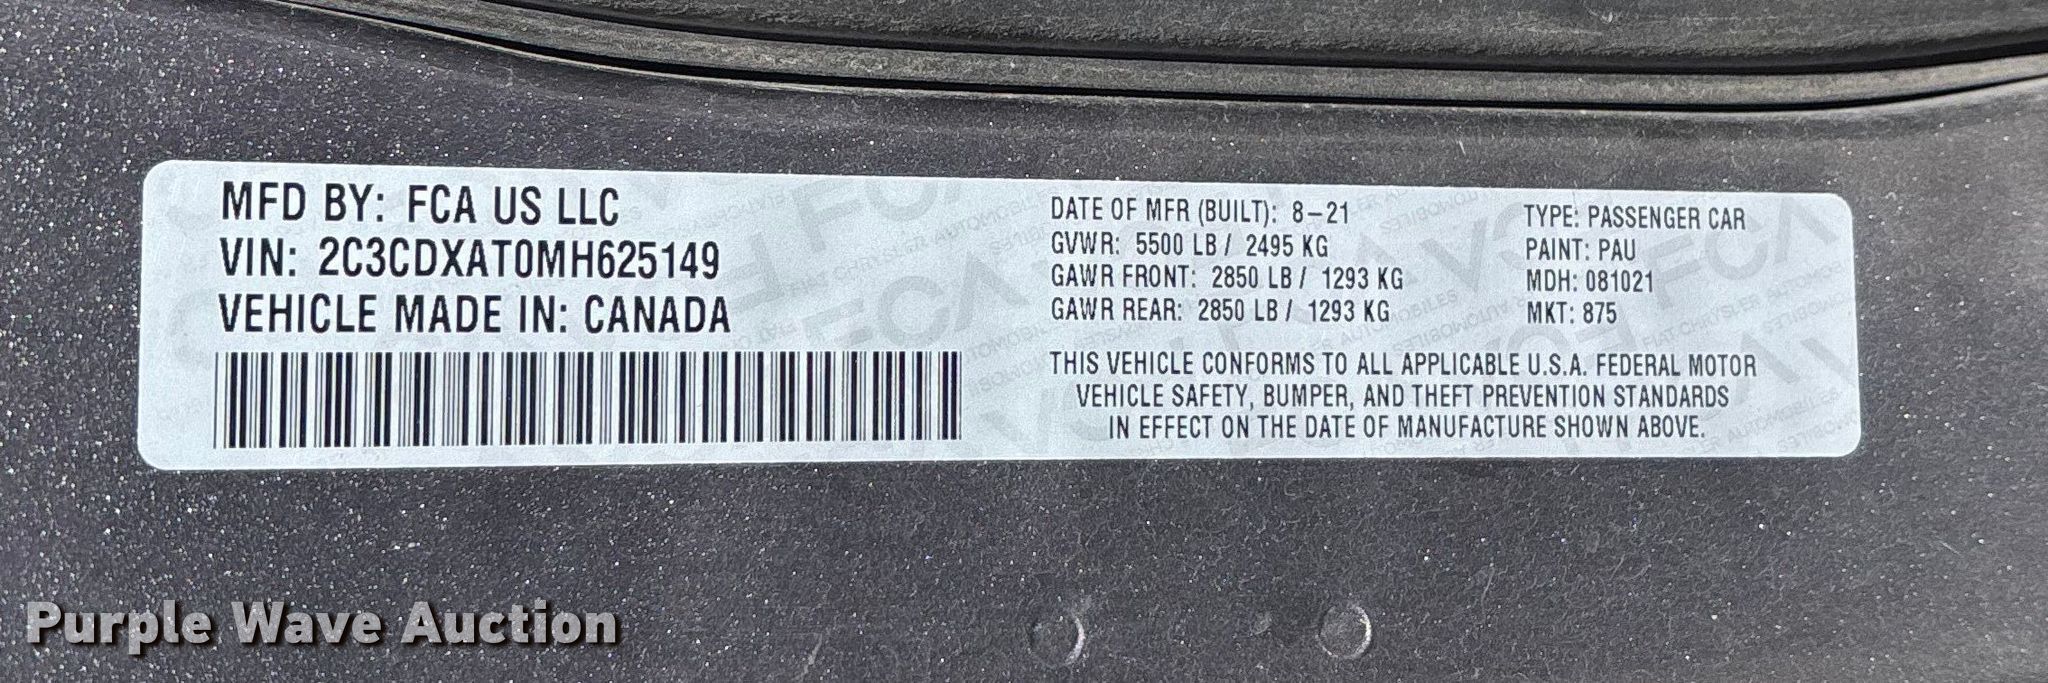 MFD BY: FCA US LLC
VIN: 2C3CDXAT0MH625149
VEHICLE MADE IN: CANADA
DATE OF MFR (BUILT): 8-21
GVWR: 5500 LB / 2495 KG
GAWR FRONT: 2850 LB / 1293 KG
GAWR REAR: 2850 LB / 1293 KG
TYPE: PASSENGER CAR
PAINT: PAU
MDH: 081021
MKT: 875
THIS VEHICLE CONFORMS TO ALL APPLICABLE U.S.A. FEDERAL MOTOR
VEHICLE SAFETY, BUMPER, AND THEFT PREVENTION STANDARDS
IN EFFECT ON THE DATE OF MANUFACTURE SHOWN ABOVE.
Purple Wave Auction